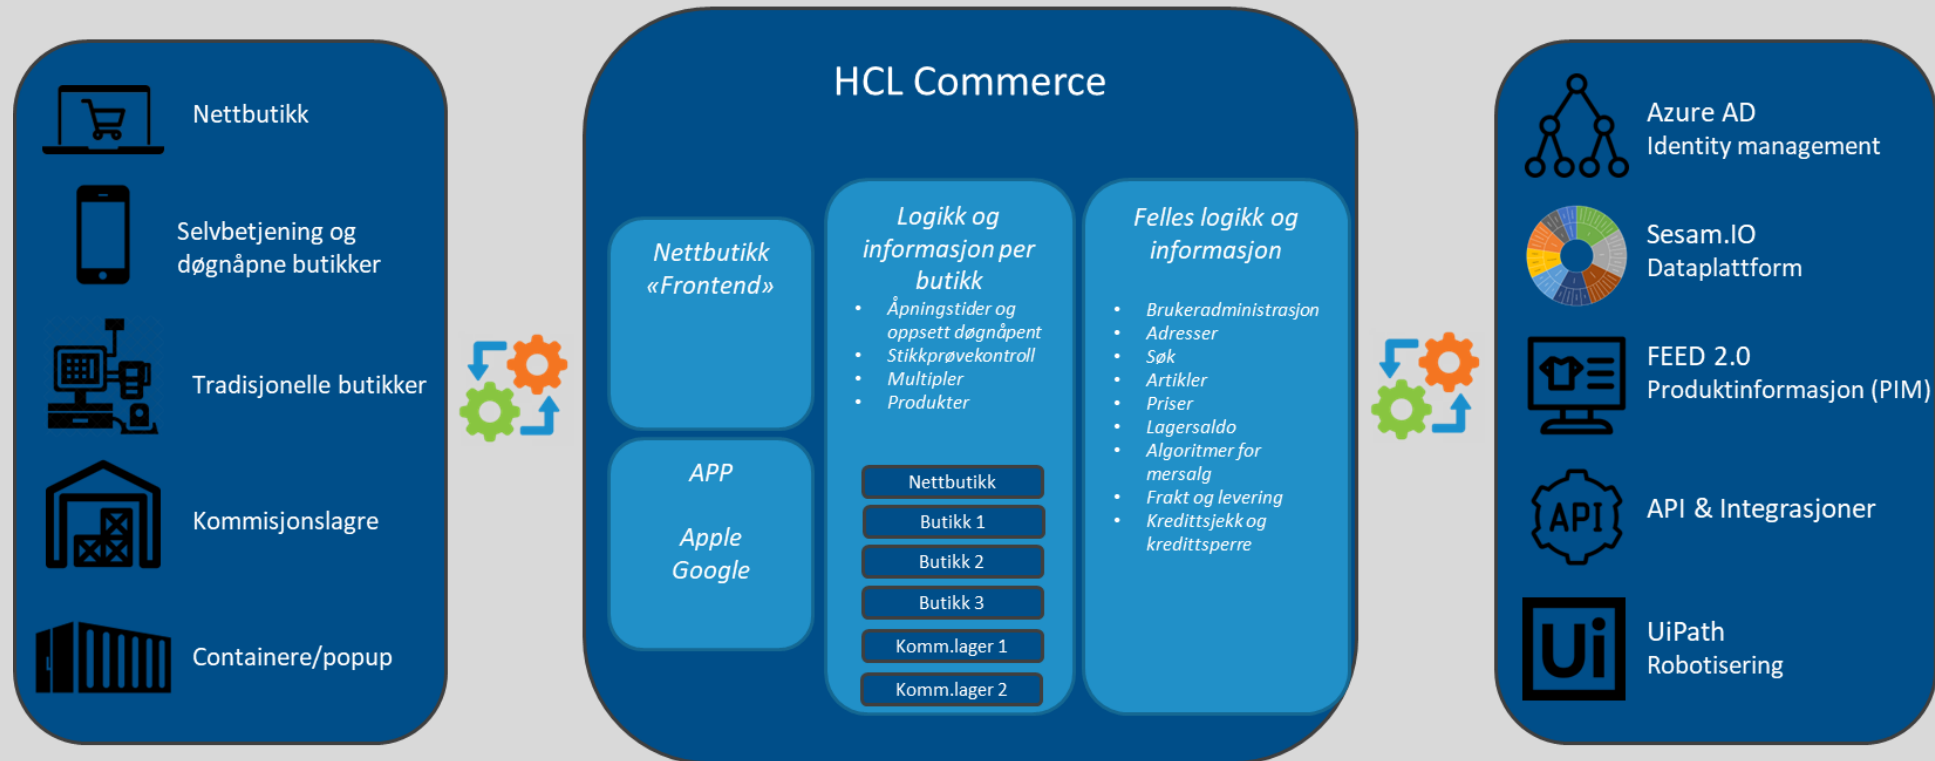 Nettbutikk
Selvbetjening og
døgnåpne butikker
Tradisjonelle butikker
Kommisjonslagre
Containere/popup
HCL Commerce
Nettbutikk
«Frontend»
APP
Apple
Google
Logikk og
informasjon per
butikk
• Åpningstider og
oppsett døgnåpent
• Stikkprøvekontroll
• Multipler
• Produkter
Nettbutikk
Butikk 1
Butikk 2
Butikk 3
Komm.lager 1
Komm.lager 2
Felles logikk og
informasjon
• Brukeradministrasjon
• Adresser
• Søk
• Artikler
• Priser
• Lagersaldo
• Algoritmer for
mersalg
• Frakt og levering
• Kredittsjekk og
kredittsperre
Azure AD
Identity management
Sesam.IO
Dataplattform
FEED 2.0
Produktinformasjon (PIM)
API
API & Integrasjoner
Ui
UiPath
Robotisering